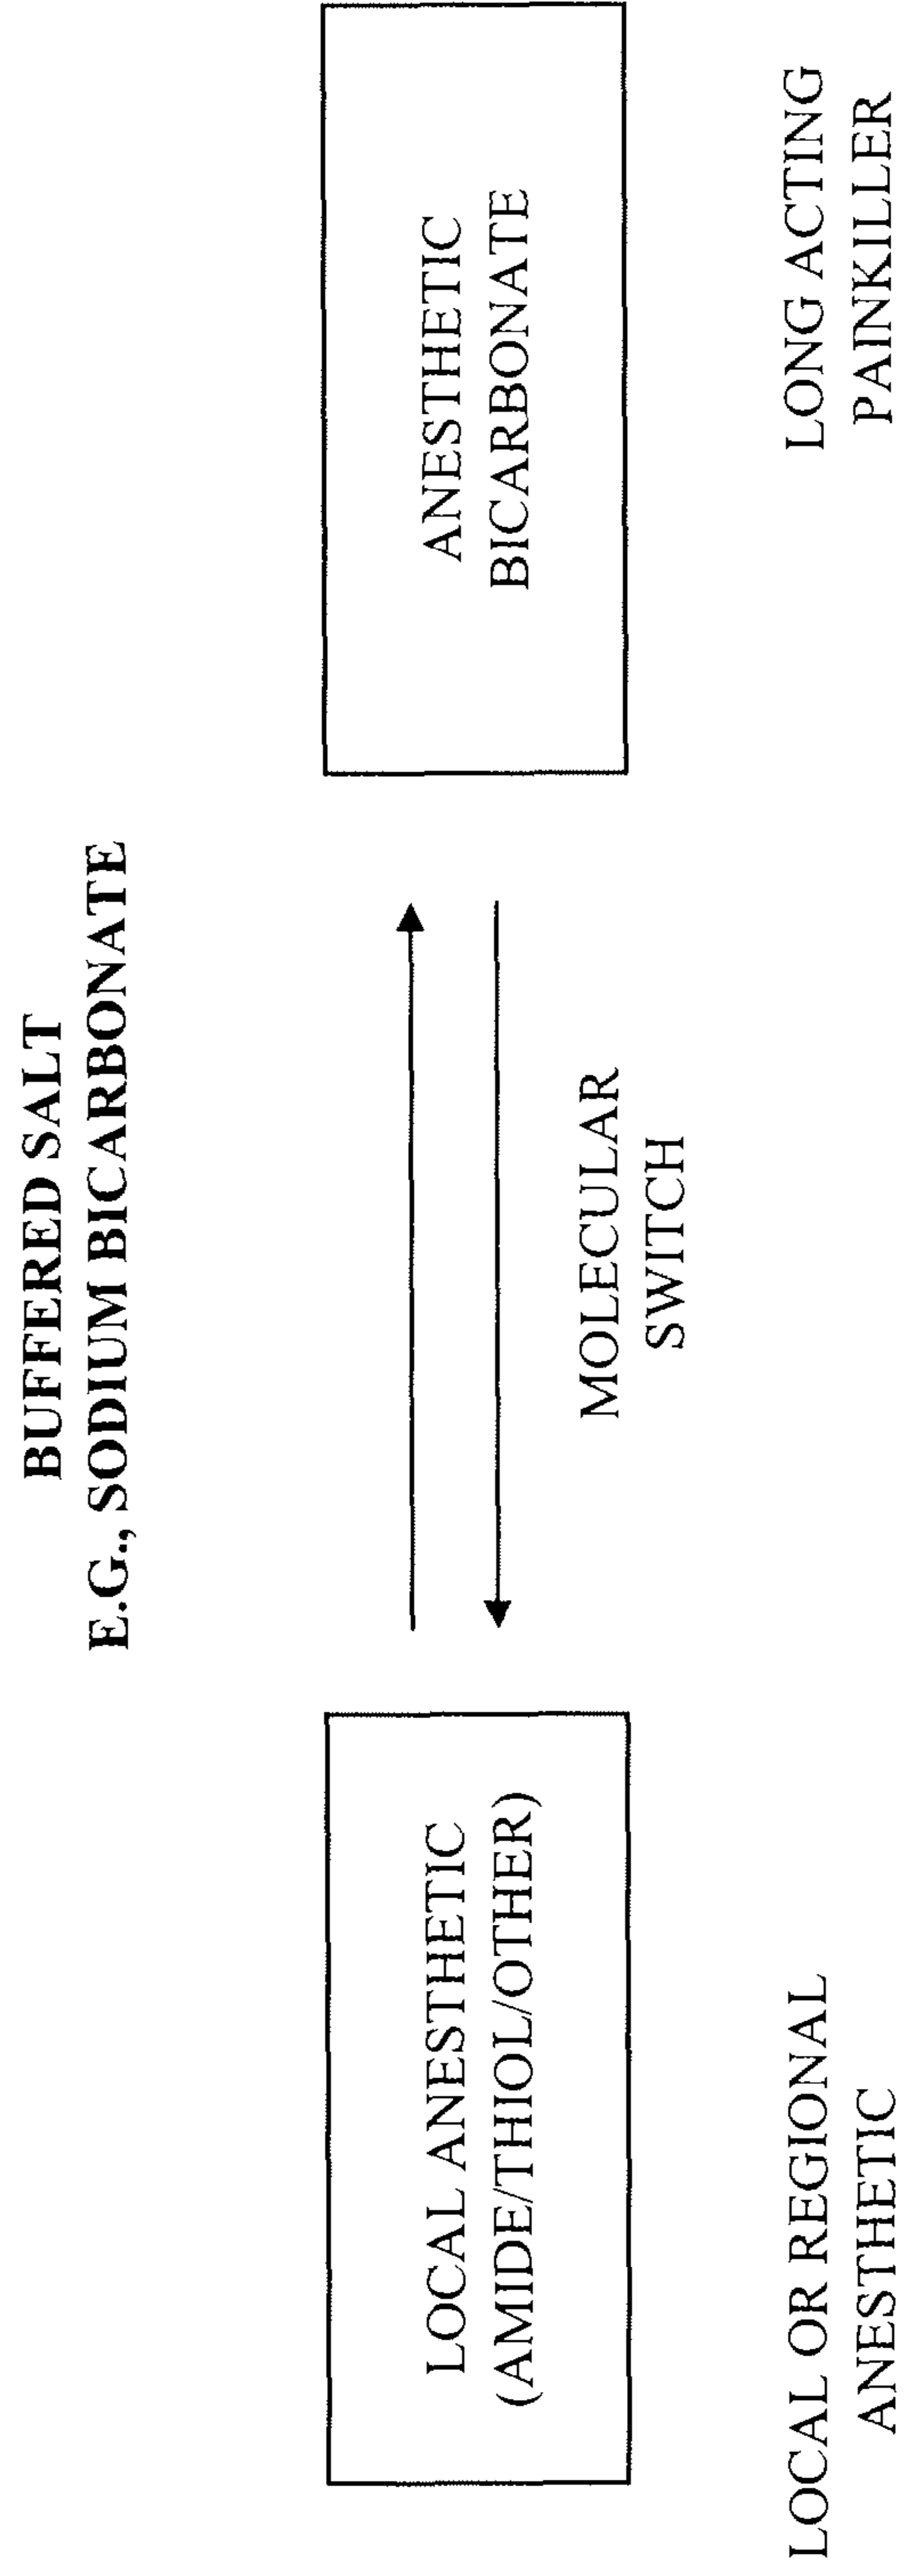 BUFFERED SALT
E.G., SODIUM BICARBONATE
LOCAL ANESTHETIC
(AMIDE/THIOL/OTHER)
ANESTHETIC
BICARBONATE
MOLECULAR
SWITCH
LOCAL OR REGIONAL
ANESTHETIC
LONG ACTING
PAINKILLER